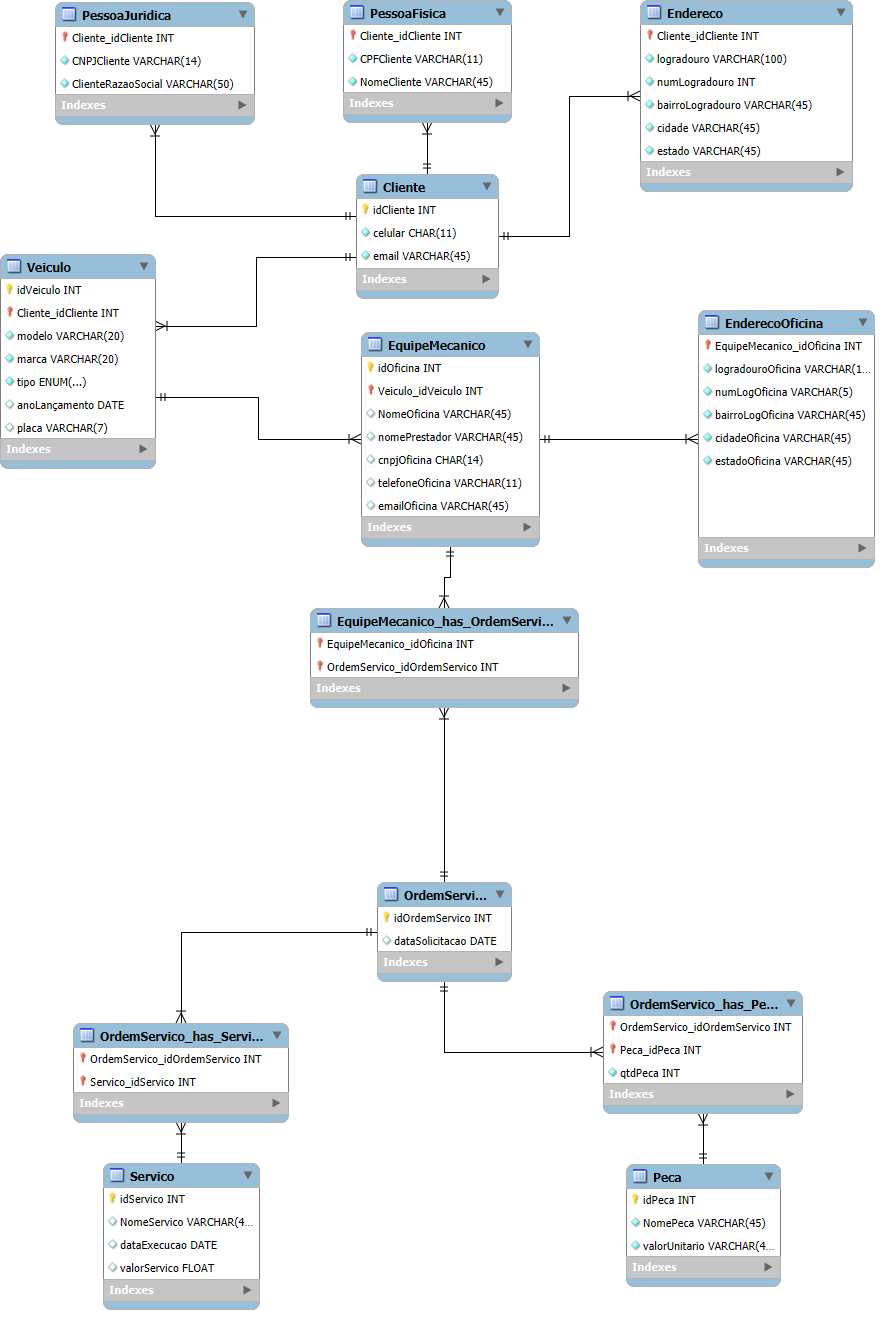 PessoaJuridica
Cliente_idCliente INT
CNPJCliente VARCHAR(14)
ClienteRazaoSocial VARCHAR(50)
Indexes
PessoaFisica
Cliente_idCliente INT
CPFCliente VARCHAR(11)
NomeCliente VARCHAR(45)
Indexes
Endereco
Cliente_idCliente INT
logradouro VARCHAR(100)
numLogradouro INT
bairroLogradouro VARCHAR(45)
cidade VARCHAR(45)
estado VARCHAR(45)
Indexes
Cliente
idCliente INT
celular CHAR(11)
email VARCHAR(45)
Indexes
Veiculo
idVeiculo INT
Cliente_idCliente INT
modelo VARCHAR(20)
marca VARCHAR(20)
tipo ENUM(...)
anoLançamento DATE
placa VARCHAR(7)
Indexes
EquipeMecanico
idOficina INT
Veiculo_idVeiculo INT
NomeOficina VARCHAR(45)
nomePrestador VARCHAR(45)
cnpjOficina CHAR(14)
telefoneOficina VARCHAR(11)
emailOficina VARCHAR(45)
Indexes
EnderecoOficina
EquipeMecanico_idOficina INT
logradouroOficina VARCHAR(1...
numLogOficina VARCHAR(5)
bairroLogOficina VARCHAR(45)
cidadeOficina VARCHAR(45)
estadoOficina VARCHAR(45)
Indexes
EquipeMecanico_has_OrdemServi...
EquipeMecanico_idOficina INT
OrdemServico_idOrdemServico INT
Indexes
OrdemServi...
idOrdemServico INT
dataSolicitacao DATE
Indexes
OrdemServico_has_Servi...
OrdemServico_idOrdemServico INT
Servico_idServico INT
Indexes
OrdemServico_has_Pe...
OrdemServico_idOrdemServico INT
Peca_idPeca INT
qtdPeca INT
Indexes
Servico
idServico INT
NomeServico VARCHAR(4...
dataExecucao DATE
valorServico FLOAT
Indexes
Peca
idPeca INT
NomePeca VARCHAR(45)
valorUnitario VARCHAR(4...
Indexes